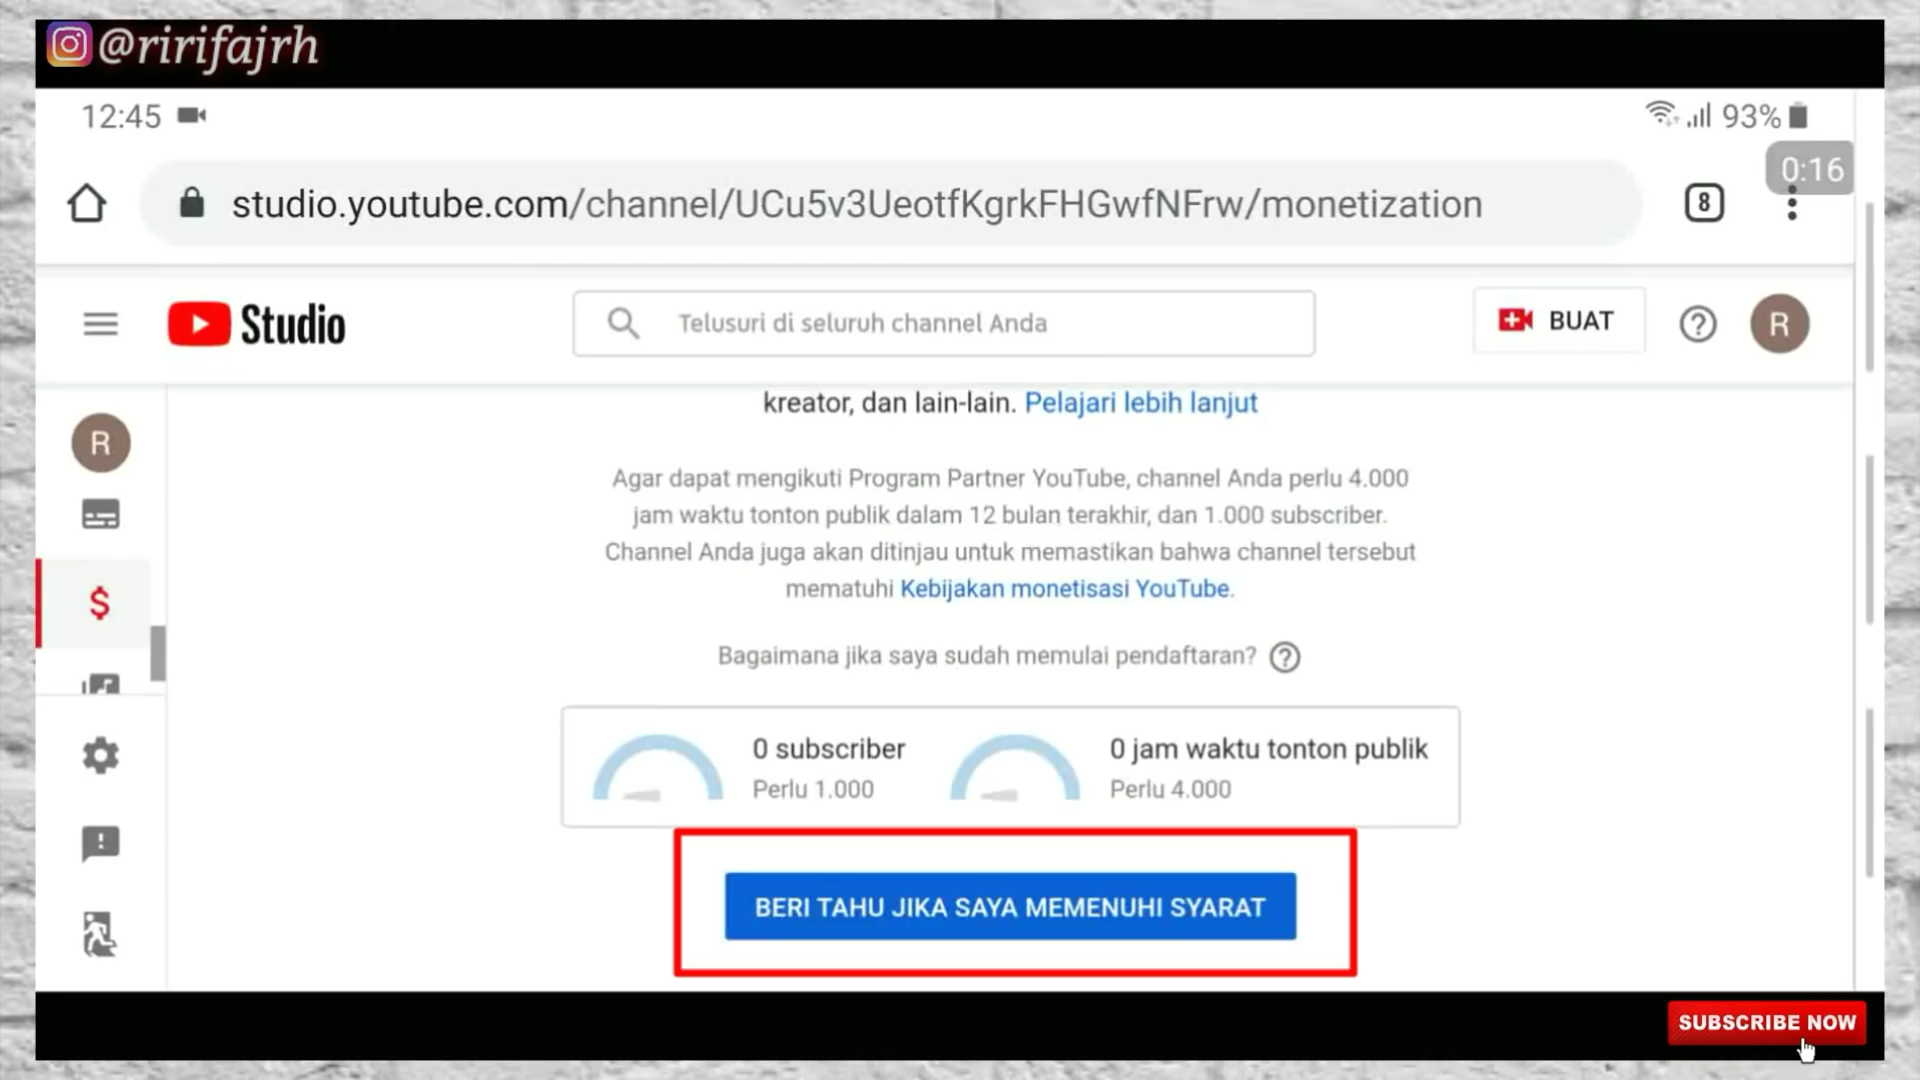 @ririfajrh
12:45
93%
0:16
studio.youtube.com/channel/UCu5v3UeotfKgrkFHGwfNFrw/monetization
8
Studio
Telusuri di seluruh channel Anda
BUAT
R
R
kreator, dan lain-lain. Pelajari lebih lanjut
Agar dapat mengikuti Program Partner YouTube, channel Anda perlu 4.000
jam waktu tonton publik dalam 12 bulan terakhir, dan 1.000 subscriber.
Channel Anda juga akan ditinjau untuk memastikan bahwa channel tersebut
mematuhi Kebijakan monetisasi YouTube.
Bagaimana jika saya sudah memulai pendaftaran?
0 subscriber
Perlu 1.000
0 jam waktu tonton publik
Perlu 4.000
BERI TAHU JIKA SAYA MEMENUHI SYARAT
SUBSCRIBE NOW